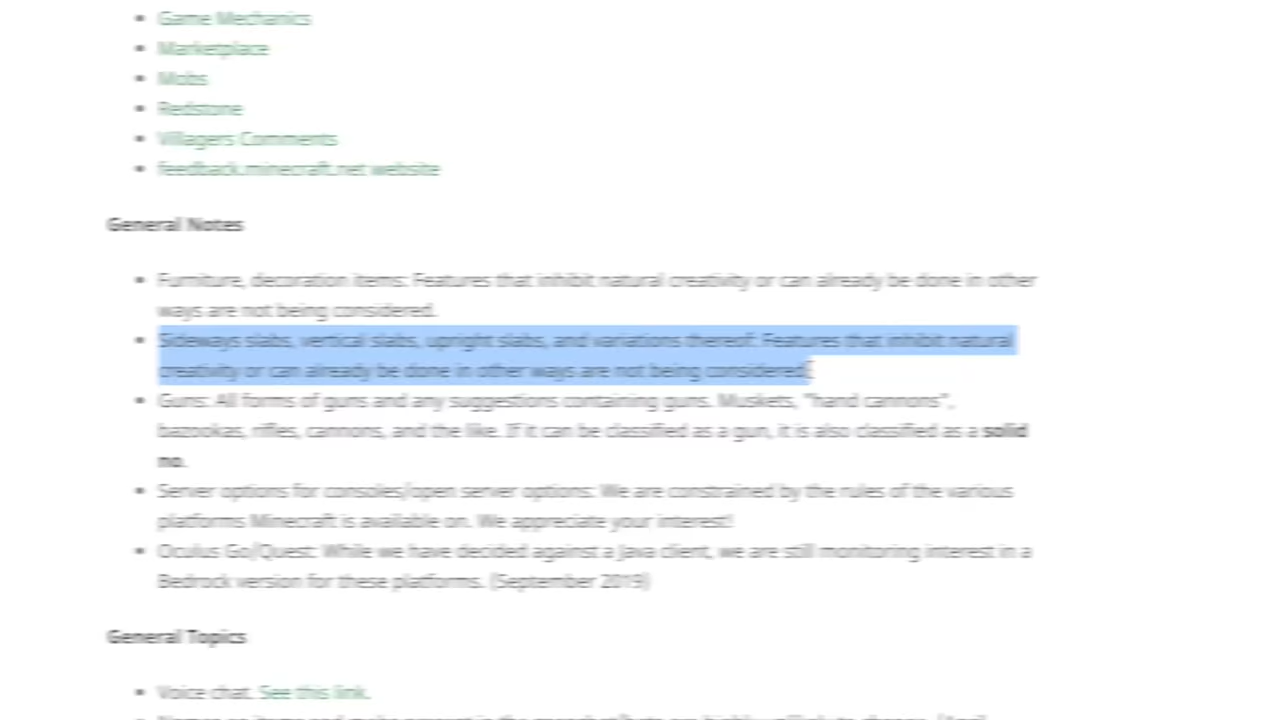 Game Mechanics
Marketplace
Mobs
Redstone
Villagers Comments
feedback.minecraft.net website
General Notes
Furniture, decoration items: Features that inhibit natural creativity or can already be done in other
ways are not being considered.
Sideways slabs, vertical slabs, upright slabs, and variations thereof: Features that inhibit natural
creativity or can already be done in other ways are not being considered.
Guns: All forms of guns and any suggestions containing guns. Muskets, "hand cannons",
bazookas, rifles, cannons, and the like. If it can be classified as a gun, it is also classified as a solid
no.
Server options for consoles/open server options: We are constrained by the rules of the various
platforms Minecraft is available on. We appreciate your interest!
Oculus Go/Quest: While we have decided against a Java client, we are still monitoring interest in a
Bedrock version for these platforms. (September 2019)
General Topics
Voice chat. See this link.